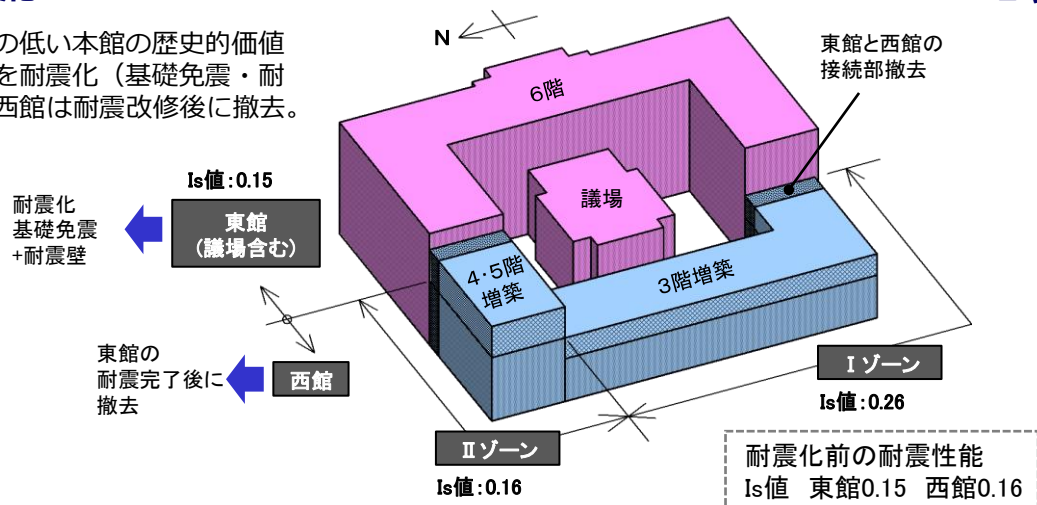 の低い本館の歴史的価値
を耐震化（基礎免震・耐
西館は耐震改修後に撤去。
N
東館と西館の
接続部撤去
6階
議場
Is値：0.15
東館
（議場含む）
耐震化
基礎免震
+耐震壁
4・5階
増築
3階増築
東館の
耐震完了後に
撤去
西館
Ⅰゾーン
Is値：0.26
Ⅱゾーン
Is値：0.16
耐震化前の耐震性能
Is値　東館0.15　西館0.16